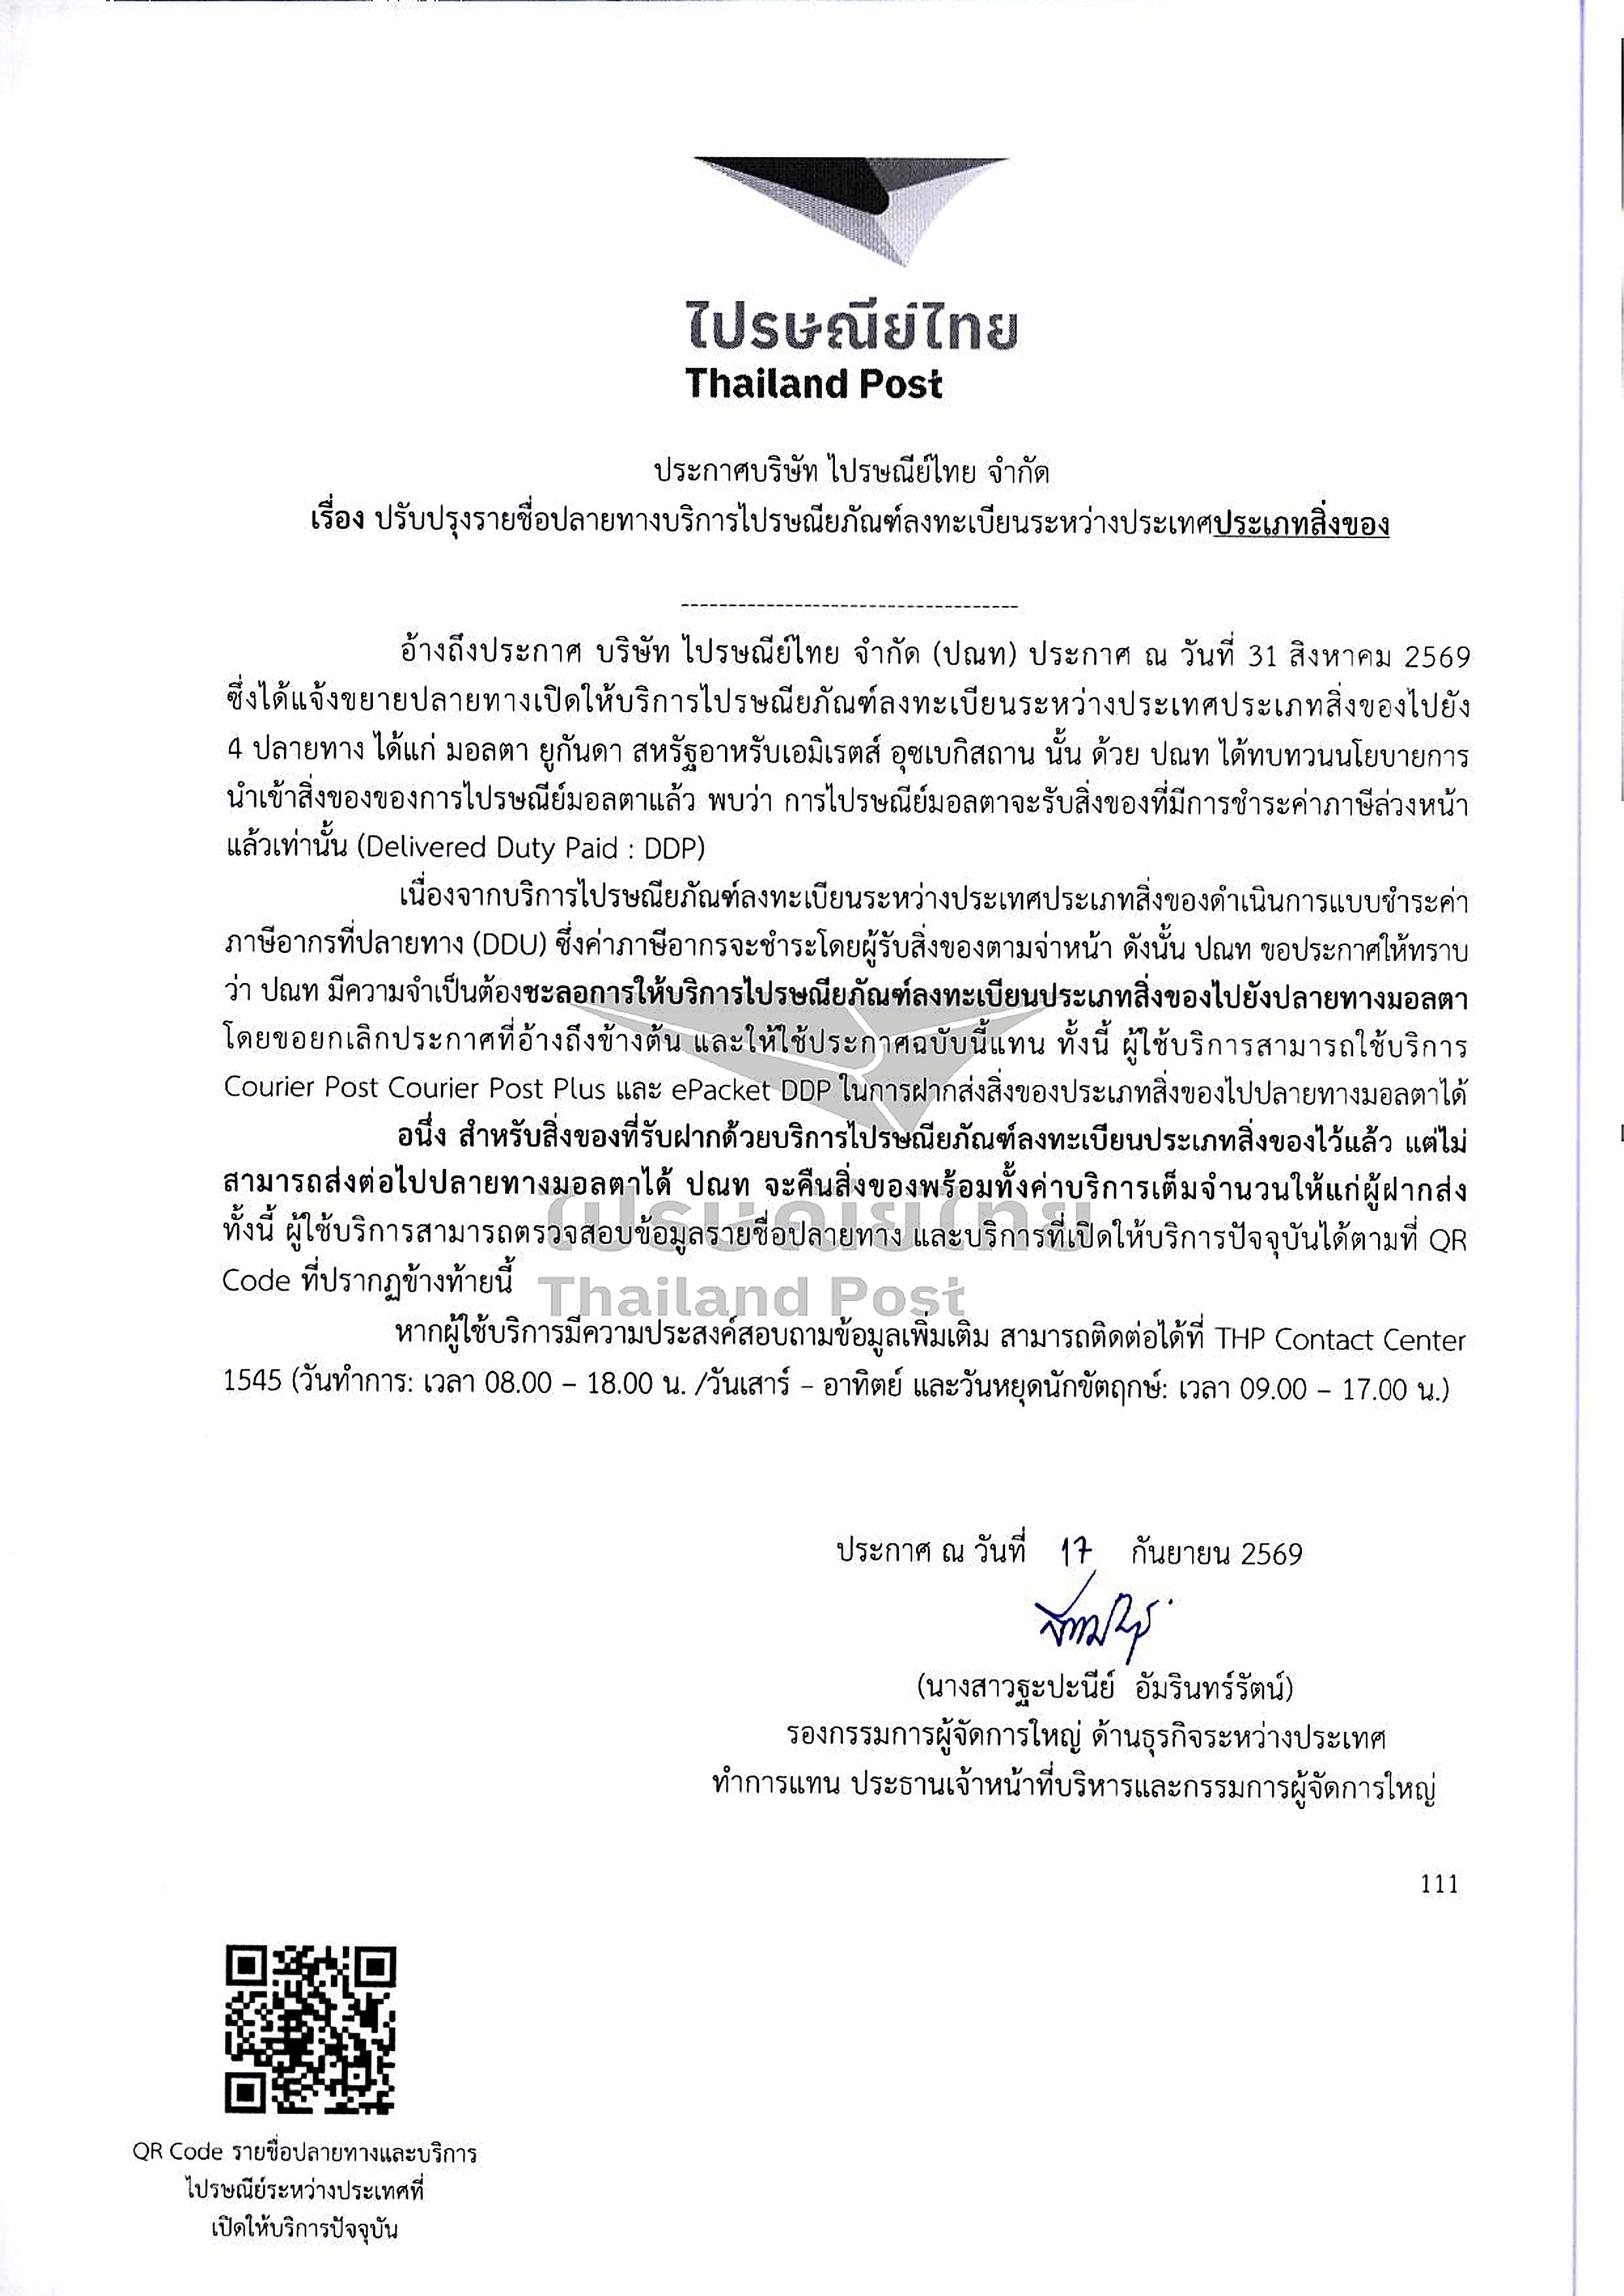 ไปรษณีย์ไทย
Thailand Post
ประกาศบริษัท ไปรษณีย์ไทย จำกัด
เรื่อง ปรับปรุงรายชื่อปลายทางบริการไปรษณียภัณฑ์ลงทะเบียนระหว่างประเทศประเภทสิ่งของ
------------------------------------
อ้างถึงประกาศ บริษัท ไปรษณีย์ไทย จำกัด (ปณท) ประกาศ ณ วันที่ 31 สิงหาคม 2569
ซึ่งได้แจ้งขยายปลายทางเปิดให้บริการไปรษณียภัณฑ์ลงทะเบียนระหว่างประเทศประเภทสิ่งของไปยัง
4 ปลายทาง ได้แก่ มอลตา ยูกันดา สหรัฐอาหรับเอมิเรตส์ อุซเบกิสถาน นั้น ด้วย ปณท ได้ทบทวนนโยบายการ
นำเข้าสิ่งของของการไปรษณีย์มอลตาแล้ว พบว่า การไปรษณีย์มอลตาจะรับสิ่งของที่มีการชำระค่าภาษีล่วงหน้า
แล้วเท่านั้น (Delivered Duty Paid : DDP)
เนื่องจากบริการไปรษณียภัณฑ์ลงทะเบียนระหว่างประเทศประเภทสิ่งของดำเนินการแบบชำระค่า
ภาษีอากรที่ปลายทาง (DDU) ซึ่งค่าภาษีอากรจะชำระโดยผู้รับสิ่งของตามจ่าหน้า ดังนั้น ปณท ขอประกาศให้ทราบ
ว่า ปณท มีความจำเป็นต้องชะลอการให้บริการไปรษณียภัณฑ์ลงทะเบียนประเภทสิ่งของไปยังปลายทางมอลตา
โดยขอยกเลิกประกาศที่อ้างถึงข้างต้น และให้ใช้ประกาศฉบับนี้แทน ทั้งนี้ ผู้ใช้บริการสามารถใช้บริการ
Courier Post Courier Post Plus และ ePacket DDP ในการฝากส่งสิ่งของประเภทสิ่งของไปปลายทางมอลตาได้
อนึ่ง สำหรับสิ่งของที่รับฝากด้วยบริการไปรษณียภัณฑ์ลงทะเบียนประเภทสิ่งของไว้แล้ว แต่ไม่
สามารถส่งต่อไปปลายทางมอลตาได้ ปณท จะคืนสิ่งของพร้อมทั้งค่าบริการเต็มจำนวนให้แก่ผู้ฝากส่ง
ทั้งนี้ ผู้ใช้บริการสามารถตรวจสอบข้อมูลรายชื่อปลายทาง และบริการที่เปิดให้บริการปัจจุบันได้ตามที่ QR
Code ที่ปรากฏข้างท้ายนี้
ไปรษณีย์ไทย
Thailand Post
หากผู้ใช้บริการมีความประสงค์สอบถามข้อมูลเพิ่มเติม สามารถติดต่อได้ที่ THP Contact Center
1545 (วันทำการ: เวลา 08.00 – 18.00 น. /วันเสาร์ – อาทิตย์ และวันหยุดนักขัตฤกษ์: เวลา 09.00 – 17.00 น.)
ประกาศ ณ วันที่ 17 กันยายน 2569
(นางสาวฐะปะนีย์ อัมรินทร์รัตน์)
รองกรรมการผู้จัดการใหญ่ ด้านธุรกิจระหว่างประเทศ
ทำการแทน ประธานเจ้าหน้าที่บริหารและกรรมการผู้จัดการใหญ่
111
QR Code รายชื่อปลายทางและบริการ
ไปรษณีย์ระหว่างประเทศที่
เปิดให้บริการปัจจุบัน